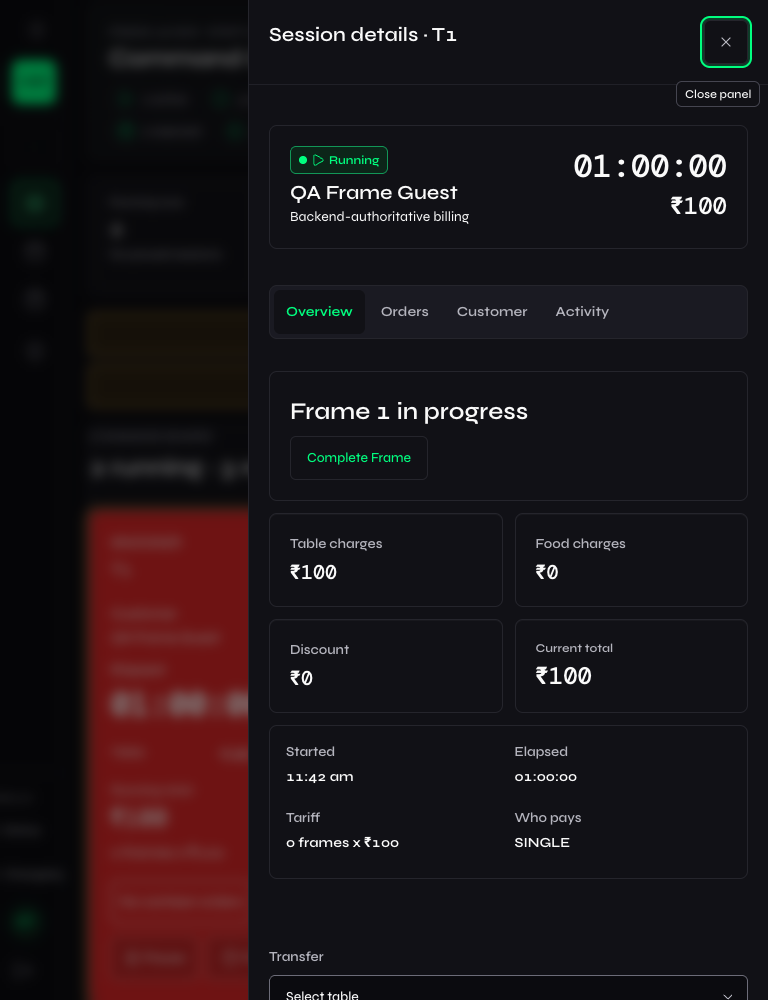 Session details · T1
Close panel
Running
01:00:00
QA Frame Guest
₹100
Backend-authoritative billing
Overview
Orders
Customer
Activity
Frame 1 in progress
Complete Frame
Table charges
₹100
Food charges
₹0
Discount
₹0
Current total
₹100
Started
11:42 am
Elapsed
01:00:00
Tariff
0 frames x ₹100
Who pays
SINGLE
Transfer
Select table